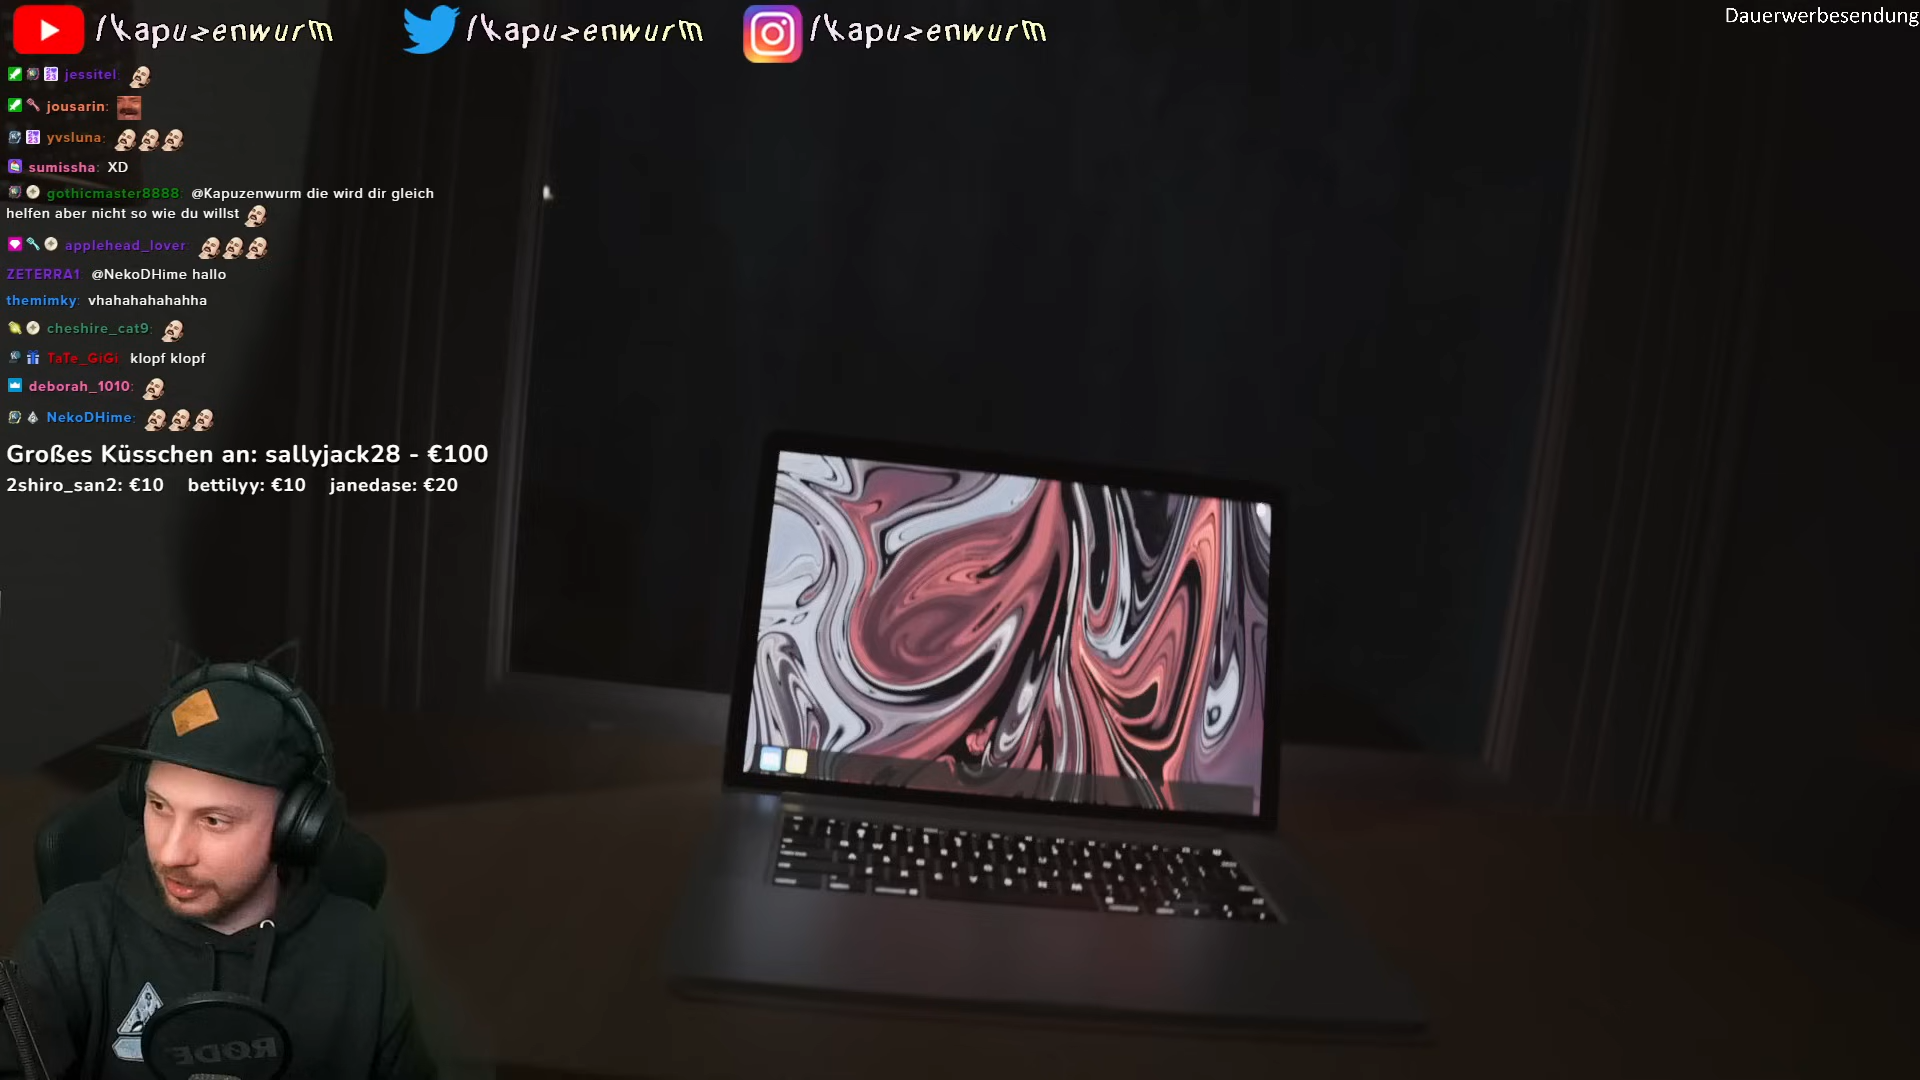 /kapuzenwurm /kapuzenwurm /kapuzenwurm
Dauerwerbesendung
jessitel:
jousarin:
yvsluna:
sumissha: XD
gothicmaster8888: @Kapuzenwurm die wird dir gleich
helfen aber nicht so wie du willst
applehead_lover:
ZETERRA1: @NekoDHime hallo
themimky: vhahahahahahha
cheshire_cat9:
TaTe_GiGi: klopf klopf
deborah_1010:
NekoDHime:
Großes Küsschen an: sallyjack28 - €100
2shiro_san2: €10 bettilyy: €10 janedase: €20
RØDE